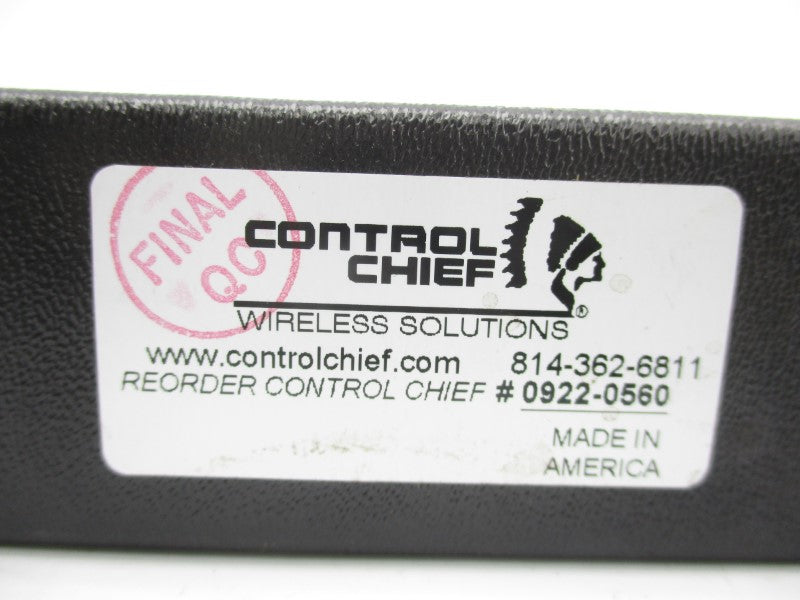 FINAL
QC
CONTROL
CHIEF
®
WIRELESS SOLUTIONS
www.controlchief.com 814-362-6811
REORDER CONTROL CHIEF # 0922-0560
MADE IN
AMERICA